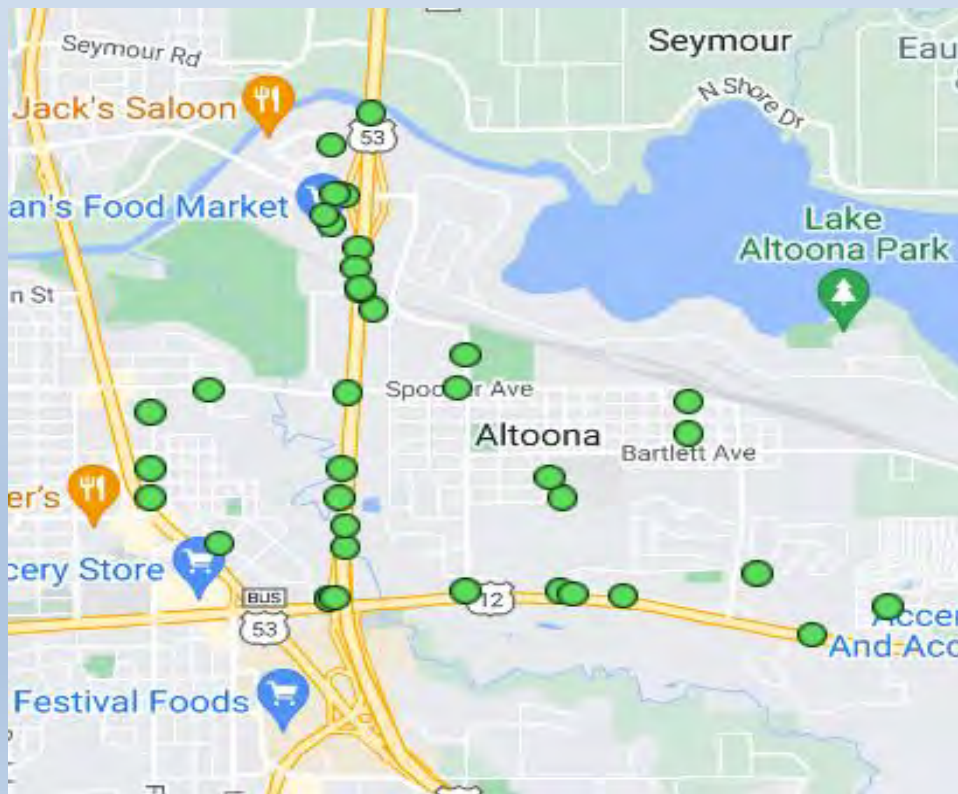 Seymour Rd
Seymour
Eau
Jack's Saloon
N Shore Dr
53
an's Food Market
Lake
Altoona Park
n St
Ave
Altoona
Bartlett Ave
er's
cery Store
BUS
53
12
Accen
And Acc
Festival Foods